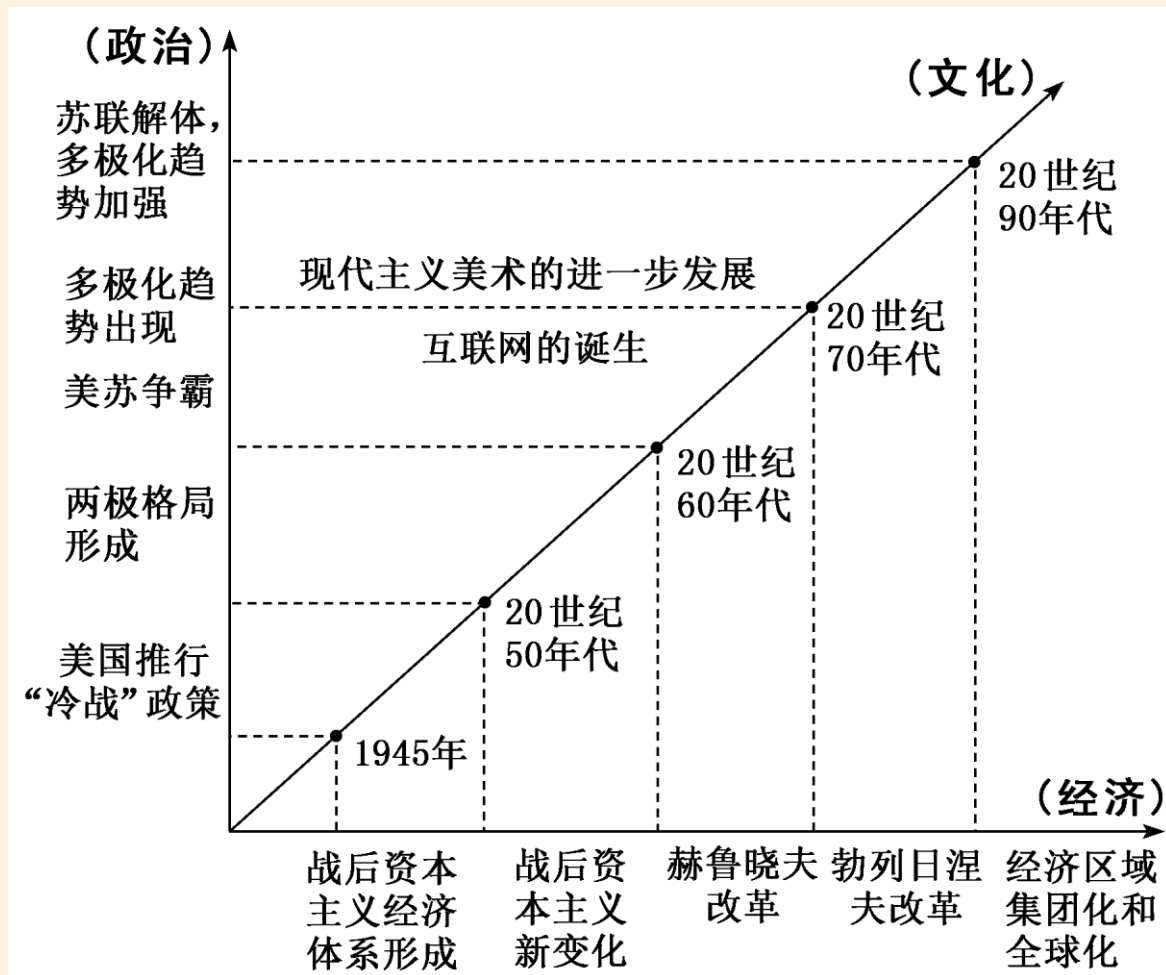 （政治）
（文化）
苏联解体，
多极化趋
势加强
20世纪
90年代
现代主义美术的进一步发展
多极化趋
势出现
20世纪
70年代
互联网的诞生
美苏争霸
20世纪
60年代
两极格局
形成
20世纪
50年代
美国推行
“冷战”政策
1945年
（经济）
战后资本
主义经济
体系形成
战后资
本主义
新变化
赫鲁晓夫
改革
勃列日涅
夫改革
经济区域
集团化和
全球化